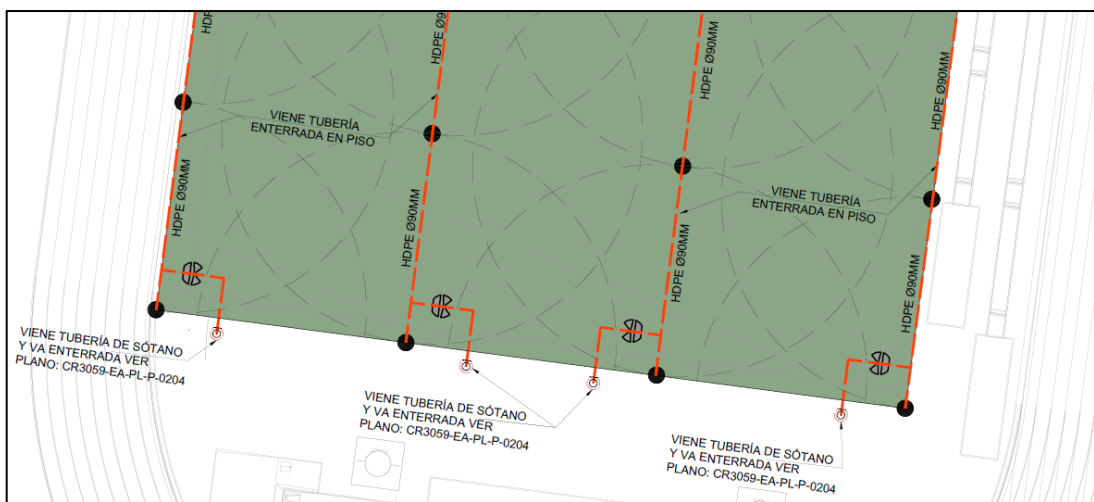 HDPE Ø90MM
HDPE Ø90MM
HDPE Ø90MM
HDPE Ø90MM
VIENE TUBERÍA
ENTERRADA EN PISO
VIENE TUBERÍA
ENTERRADA EN PISO
HDPE Ø90MM
HDPE Ø90MM
HDPE Ø90MM
HDPE Ø90MM
VIENE TUBERÍA DE SÓTANO
Y VA ENTERRADA VER
PLANO: CR3059-EA-PL-P-0204
VIENE TUBERÍA DE SÓTANO
Y VA ENTERRADA VER
PLANO: CR3059-EA-PL-P-0204
VIENE TUBERÍA DE SÓTANO
Y VA ENTERRADA VER
PLANO: CR3059-EA-PL-P-0204